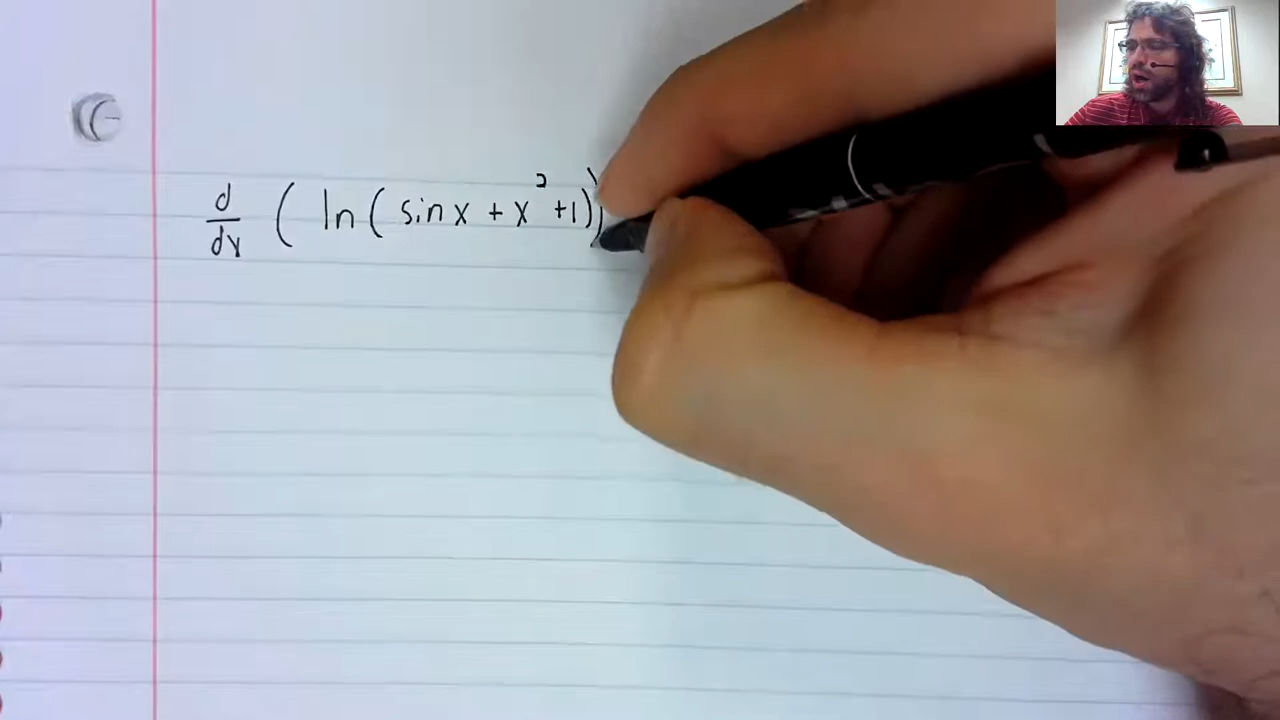 d/dy ( ln( sin x + x² +1))